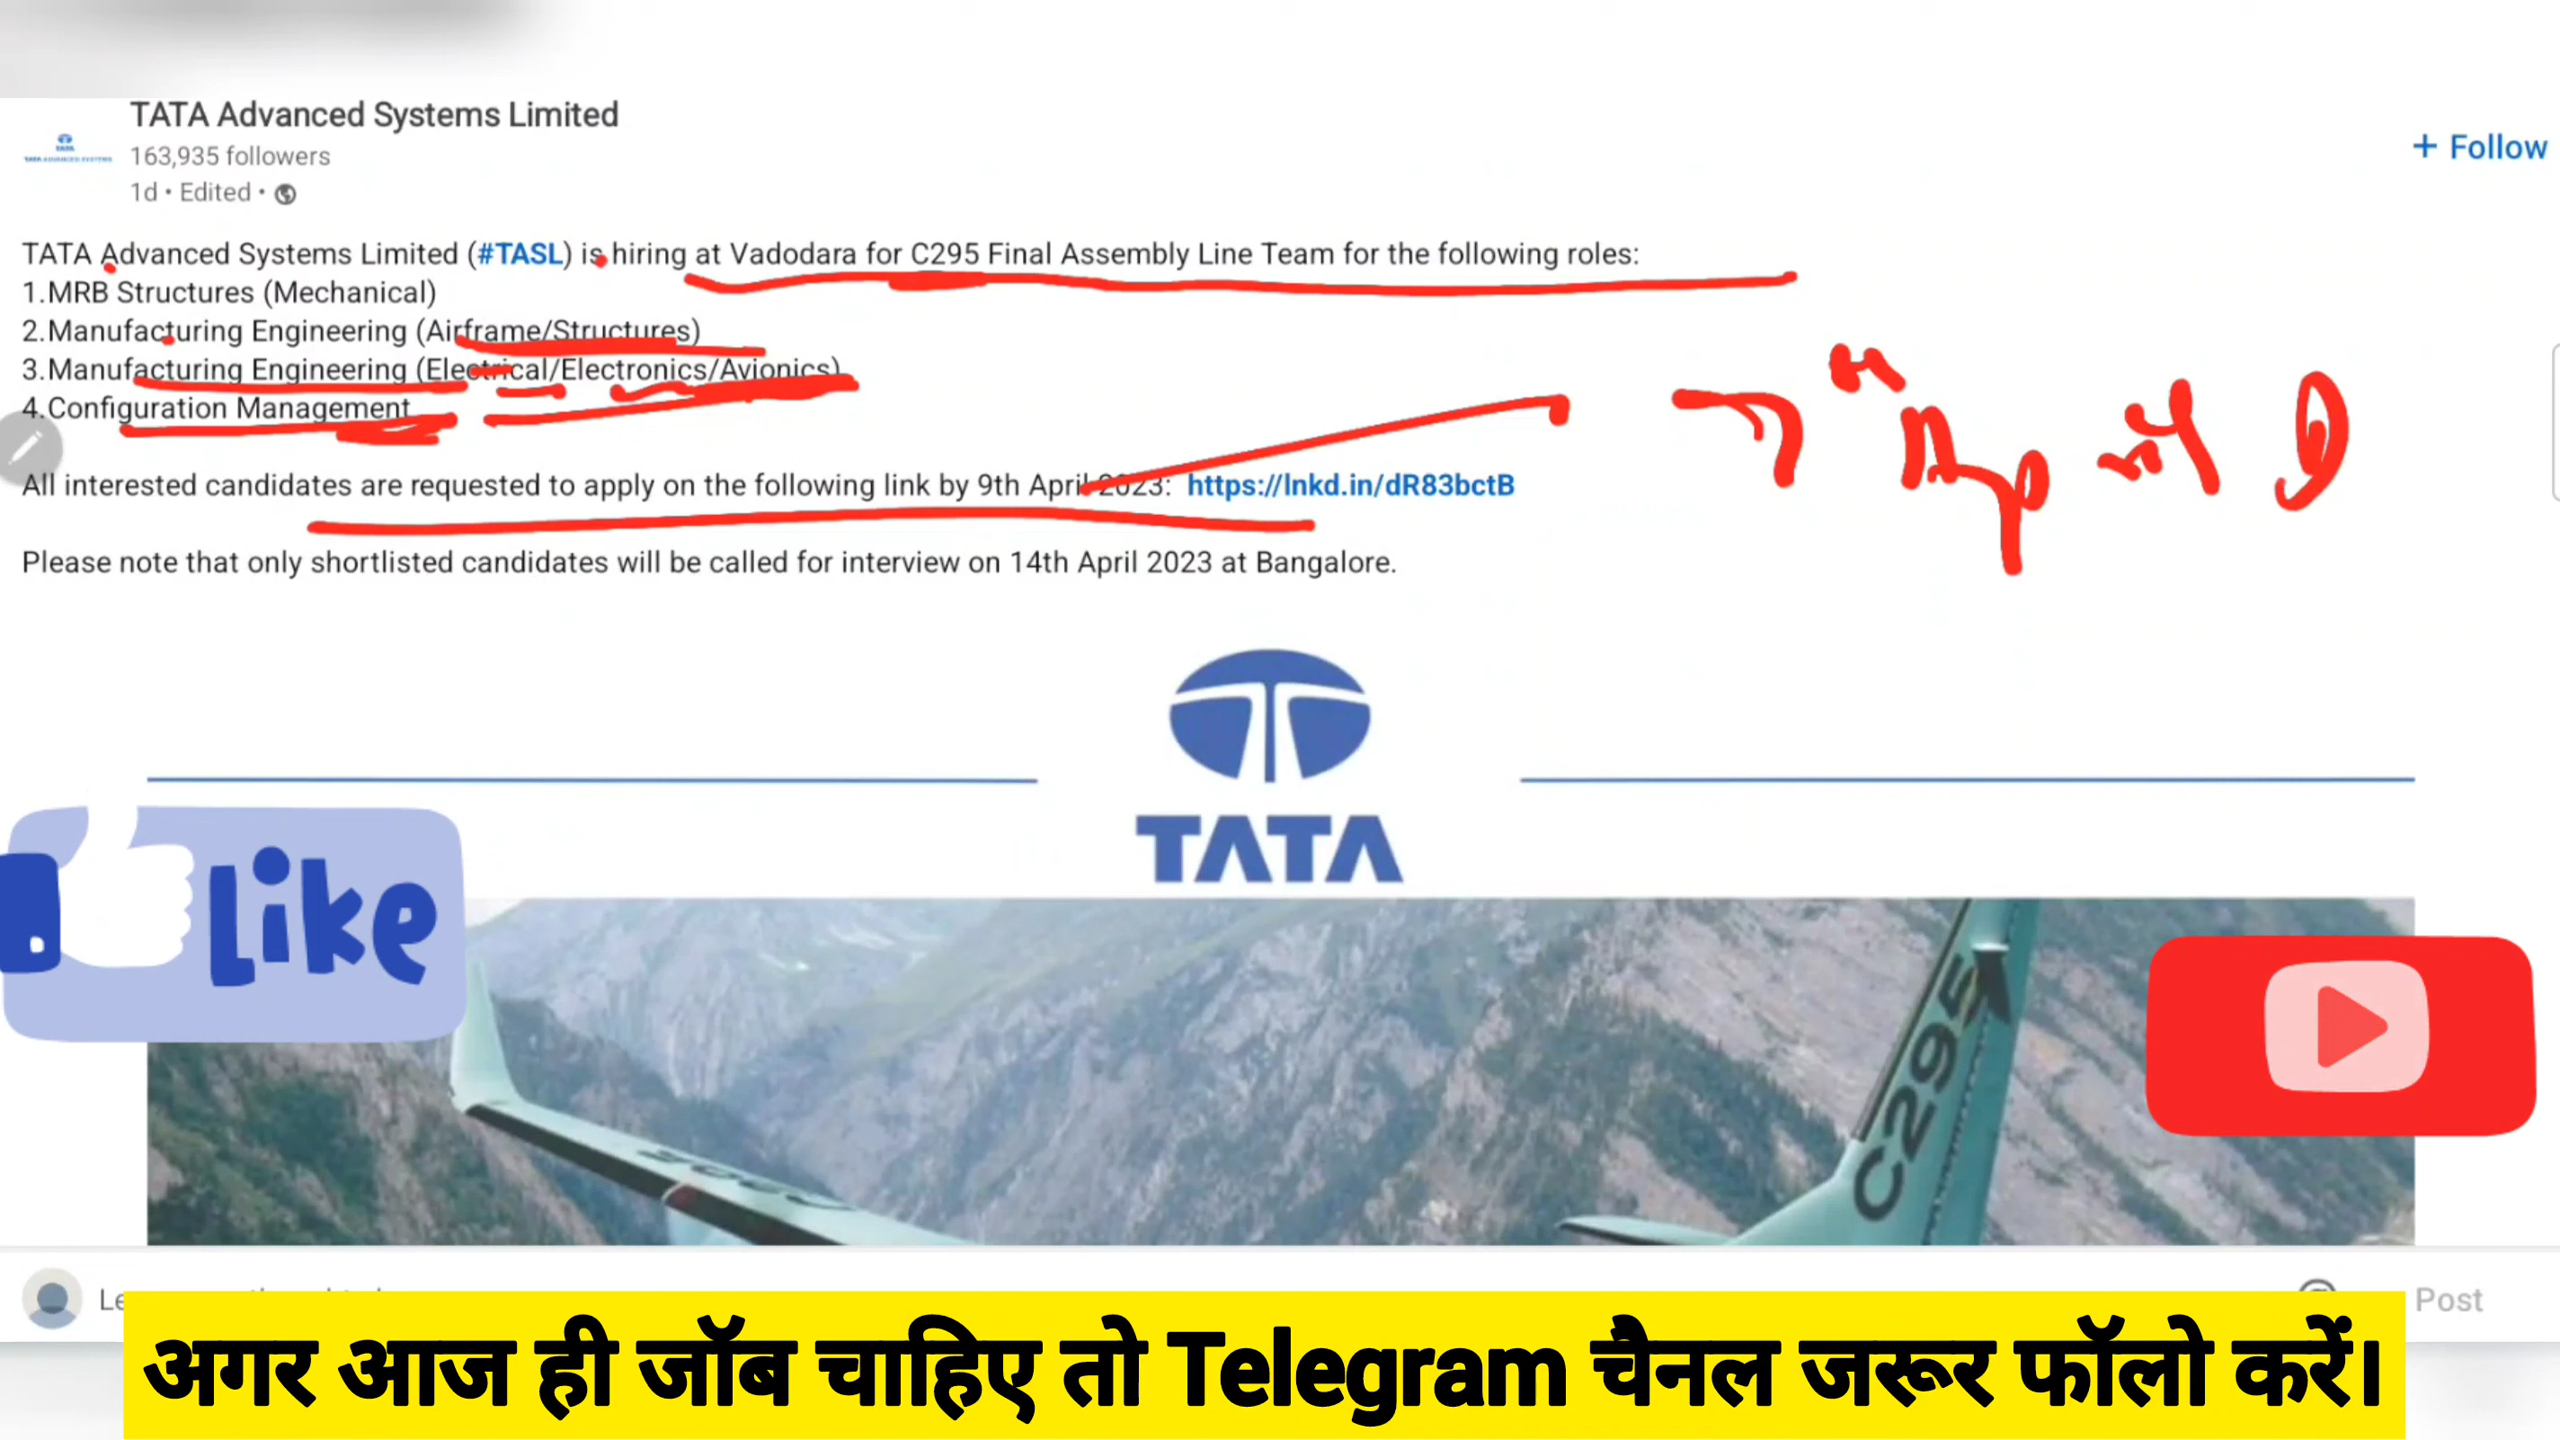 TATA Advanced Systems Limited
163,935 followers
1d • Edited •
+ Follow
TATA Advanced Systems Limited (#TASL) is hiring at Vadodara for C295 Final Assembly Line Team for the following roles:
1.MRB Structures (Mechanical)
2.Manufacturing Engineering (Airframe/Structures)
3.Manufacturing Engineering (Electrical/Electronics/Avionics)
4.Configuration Management
All interested candidates are requested to apply on the following link by 9th April 2023: https://lnkd.in/dR83bctB
Please note that only shortlisted candidates will be called for interview on 14th April 2023 at Bangalore.
TATA
Like
C295
Post
अगर आज ही जॉब चाहिए तो Telegram चैनल जरूर फॉलो करें।